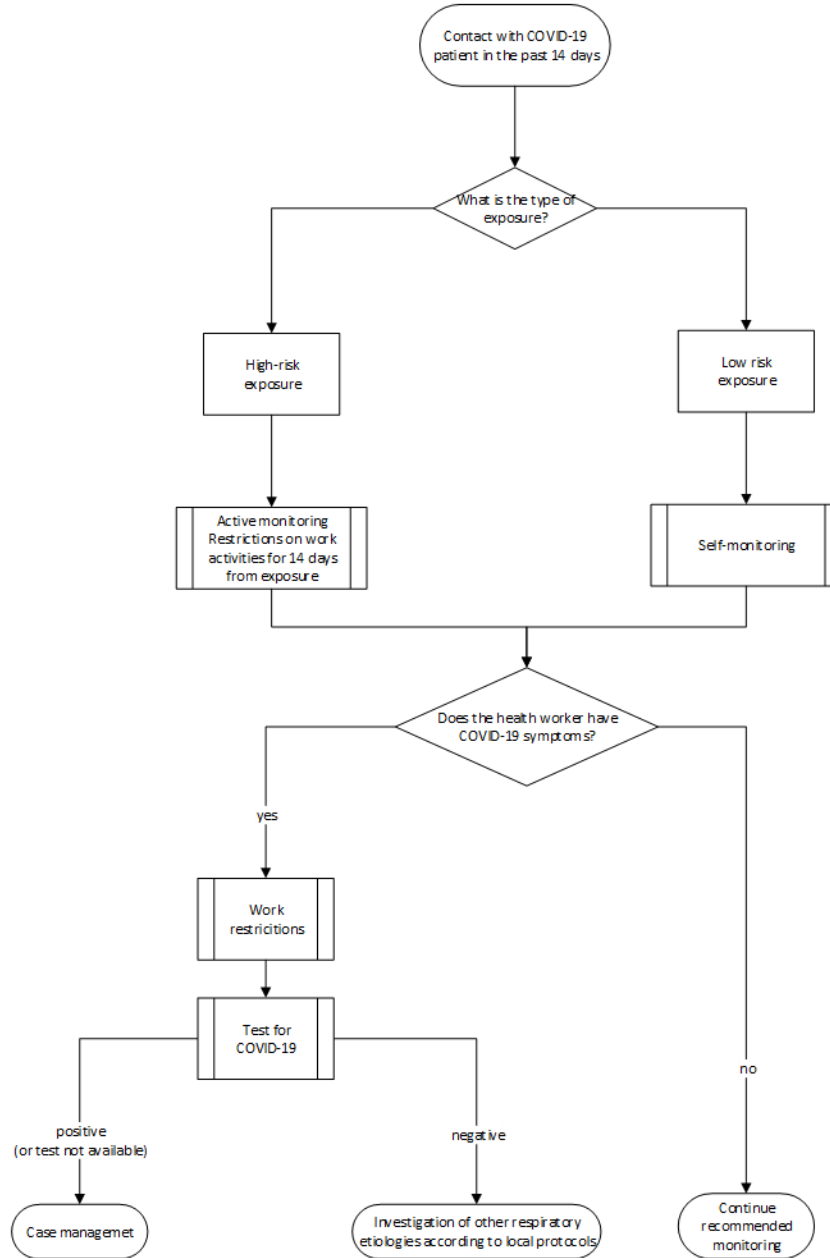 Contact with COVID-19
patient in the past 14 days
What is the type of
exposure?
High-risk
exposure
Low risk
exposure
Active monitoring
Restrictions on work
activities for 14 days
from exposure
Self-monitoring
Does the health worker have
COVID-19 symptoms?
yes
Work
restricitions
Test for
COVID-19
no
positive
(or test not available)
negative
Case managemet
Investigation of other respiratory
etiologies according to local protocols
Continue
recommended
monitoring